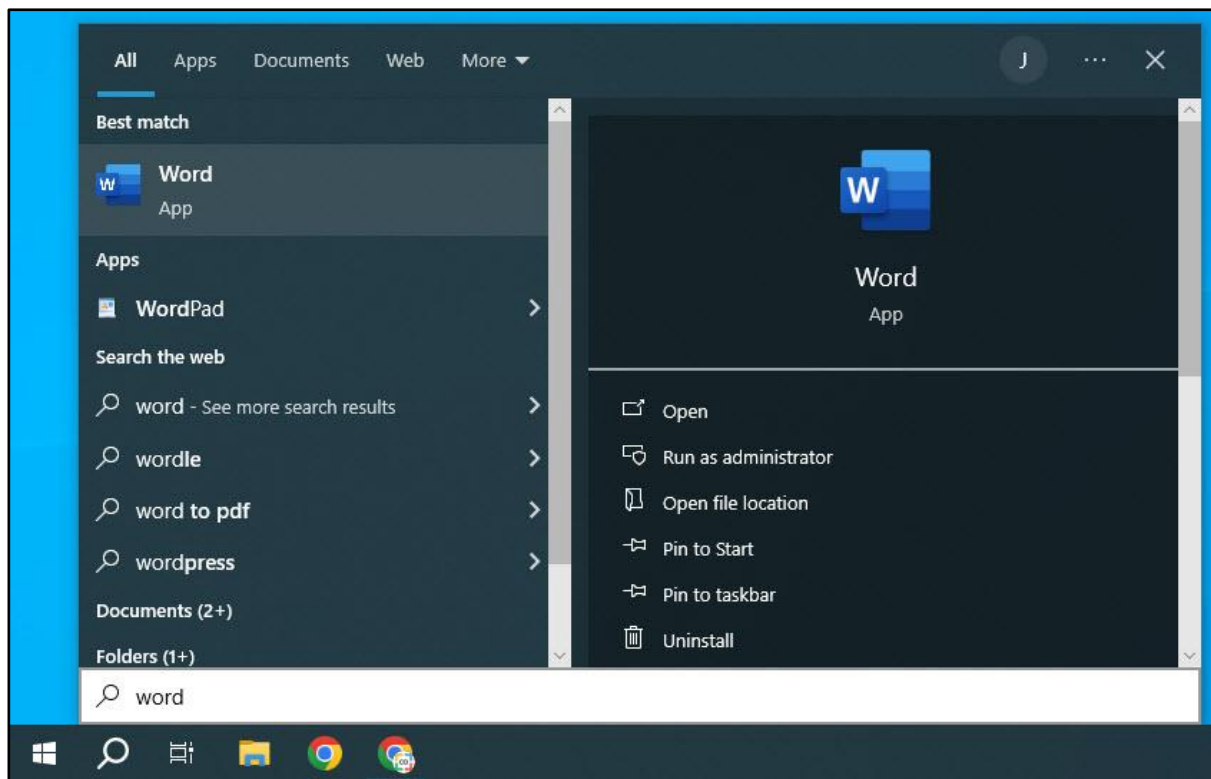 All Apps Documents Web More J ...
Best match
W Word
App
Apps
WordPad
Search the web
word - See more search results
wordle
word to pdf
wordpress
Documents (2+)
Folders (1+)
word
W
Word
App
Open
Run as administrator
Open file location
Pin to Start
Pin to taskbar
Uninstall